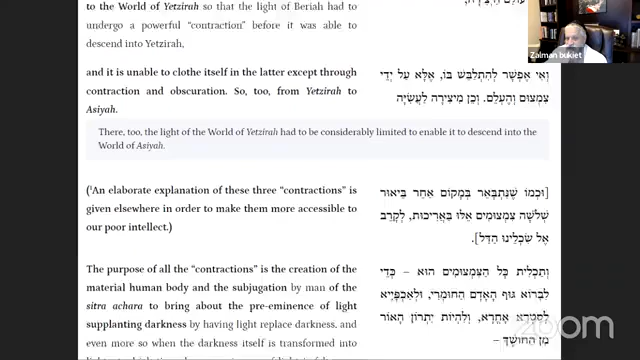 to the World of Yetzirah so that the light of Beriah had to
undergo a powerful "contraction" before it was able to
descend into Yetzirah,
and it is unable to clothe itself in the latter except through
contraction and obscuration. So, too, from Yetzirah to
Asiyah.
וְאִי אֶפְשָׁר לְהִתְלַבֵּשׁ בּוֹ, אֶלָּא עַל יְדֵי
צִמְצוּם וְהֶעְלֵם. וְכֵן מִיצִירָה לַעֲשִׂיָּה
There, too, the light of the World of Yetzirah had to be considerably limited to enable it to descend into the
World of Asiyah.
(¹An elaborate explanation of these three "contractions" is
given elsewhere in order to make them more accessible to
our poor intellect.)
[וּכְמוֹ שֶׁנִּתְבָּאֵר בְּמָקוֹם אַחֵר בֵּיאוּר
שְׁלֹשָׁה צִמְצוּמִים אֵלּוּ בַּאֲרִיכוּת, לְקָרֵב
אֶל שִׂכְלֵינוּ הַדַּל].
The purpose of all the "contractions" is the creation of the
material human body and the subjugation by man of the
sitra achara to bring about the pre-eminence of light
supplanting darkness by having light replace darkness, and
even more so when the darkness itself is transformed into
וְתַכְלִית כָּל הַצִּמְצוּמִים הוּא – כְּדֵי
לִבְרוֹא גּוּף הָאָדָם הַחוּמְרִי, וּלְאַכְפָּיָיא
לְסִטְרָא אָחֳרָא, וְלִהְיוֹת יִתְרוֹן הָאוֹר
מִן הַחוֹשֶׁךְ –
Zalman bukiet
zoom